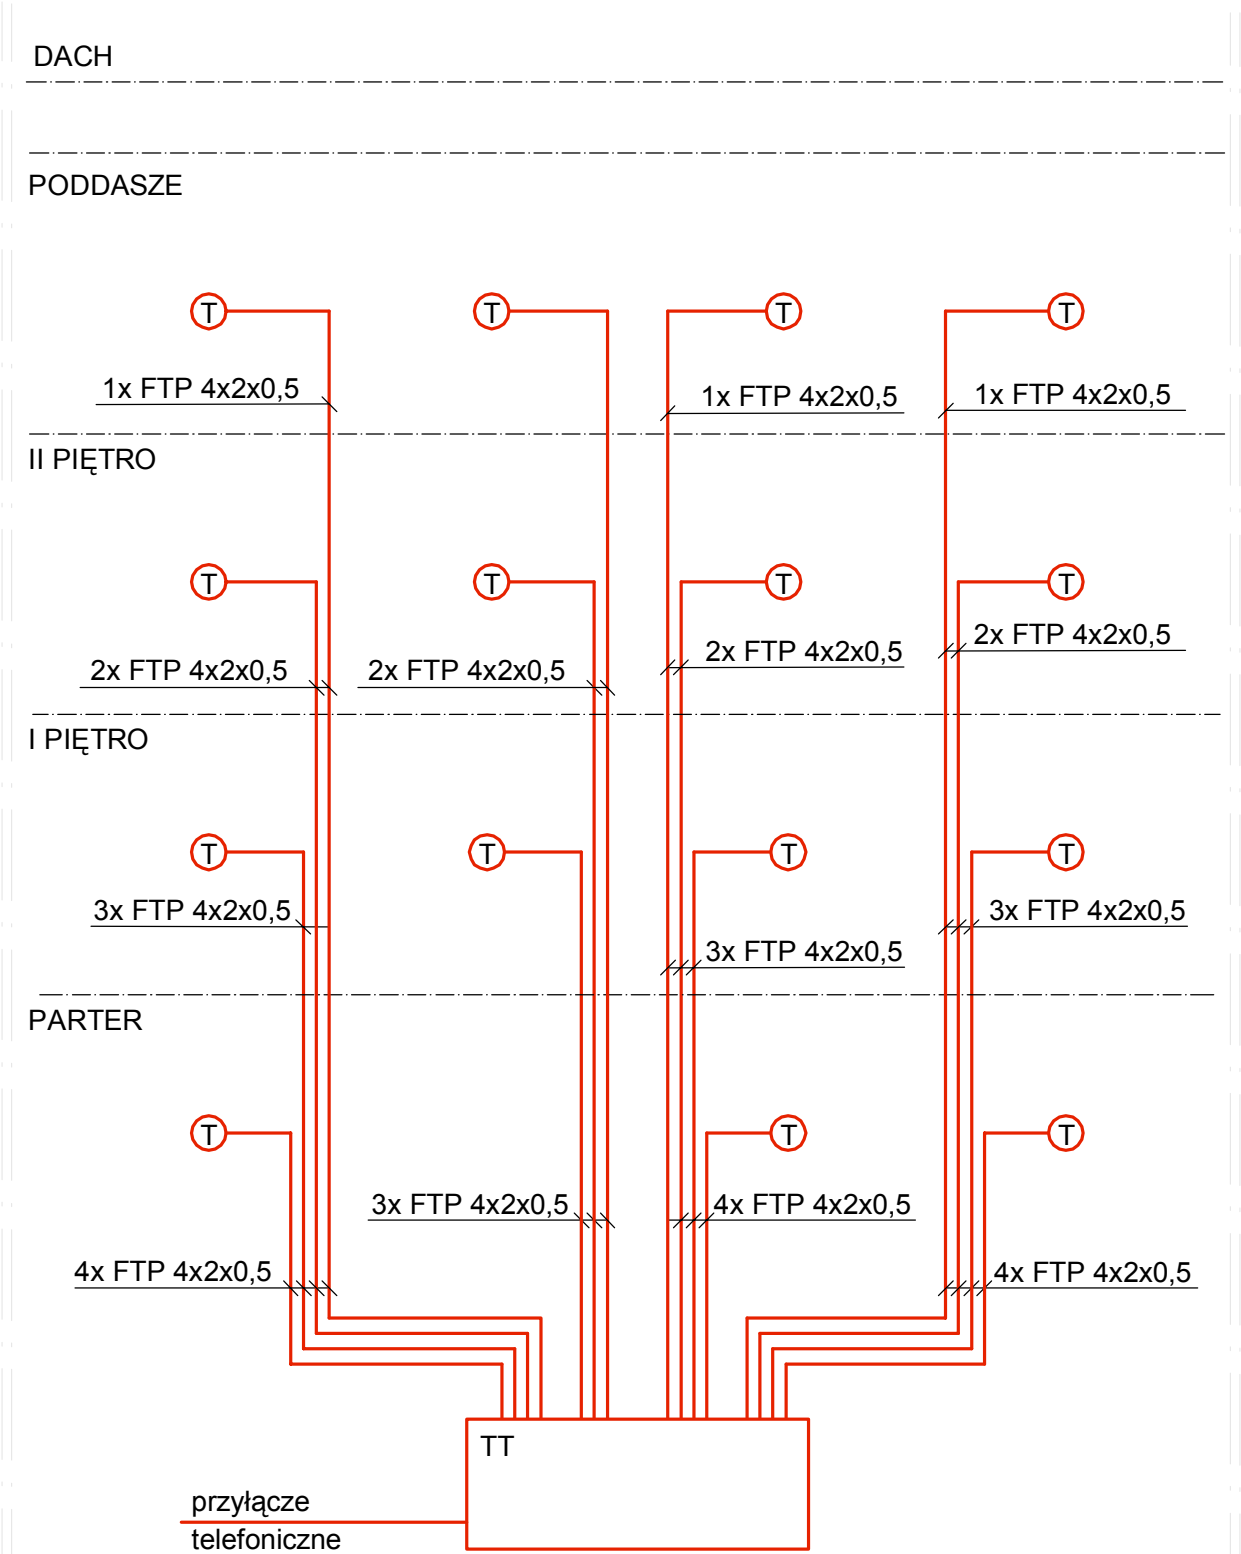 DACH
PODDASZE
T T T T
1x FTP 4x2x0,5
1x FTP 4x2x0,5
1x FTP 4x2x0,5
II PIĘTRO
T T T T
2x FTP 4x2x0,5
2x FTP 4x2x0,5
2x FTP 4x2x0,5
2x FTP 4x2x0,5
I PIĘTRO
T T T T
3x FTP 4x2x0,5
3x FTP 4x2x0,5
3x FTP 4x2x0,5
PARTER
T T T
3x FTP 4x2x0,5
4x FTP 4x2x0,5
4x FTP 4x2x0,5
4x FTP 4x2x0,5
TT
przyłącze
telefoniczne